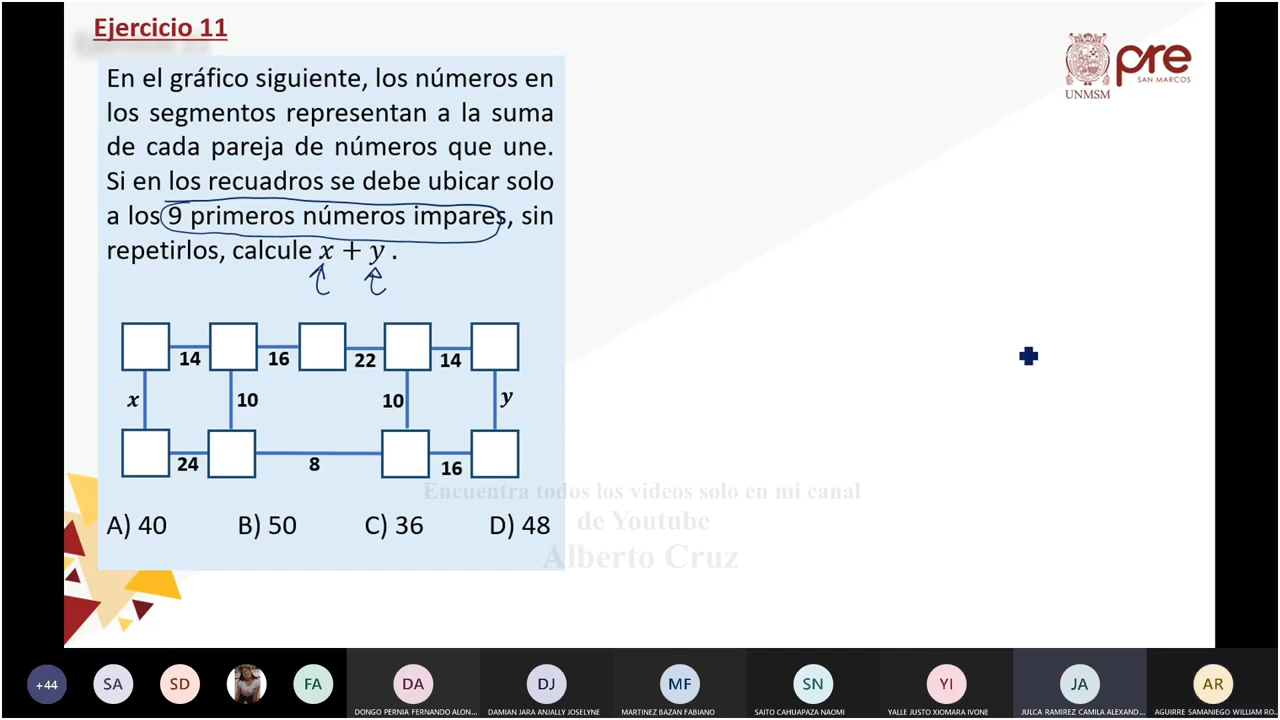 Ejercicio 11
En el gráfico siguiente, los números en
los segmentos representan a la suma
de cada pareja de números que une.
Si en los recuadros se debe ubicar solo
a los 9 primeros números impares, sin
repetirlos, calcule x + y .
14 16 22 14
x 10 10 y
24 8 16
A) 40 B) 50 C) 36 D) 48
UNMSM
pre
SAN MARCOS
Encuentra todos los videos solo en mi canal
de Youtube
Alberto Cruz
+44 SA SD FA DA DJ MF SN YI JA AR
DONGO PERNIA FERNANDO ALON... DAMIAN JARA ANJALLY JOSELYNE MARTINEZ BAZAN FABIANO SAITO CAHUAPAZA NAOMI YALLE JUSTO XIOMARA IVONE JULCA RAMIREZ CAMILA ALEXAND... AGUIRRE SAMANIEGO WILLIAM RO...